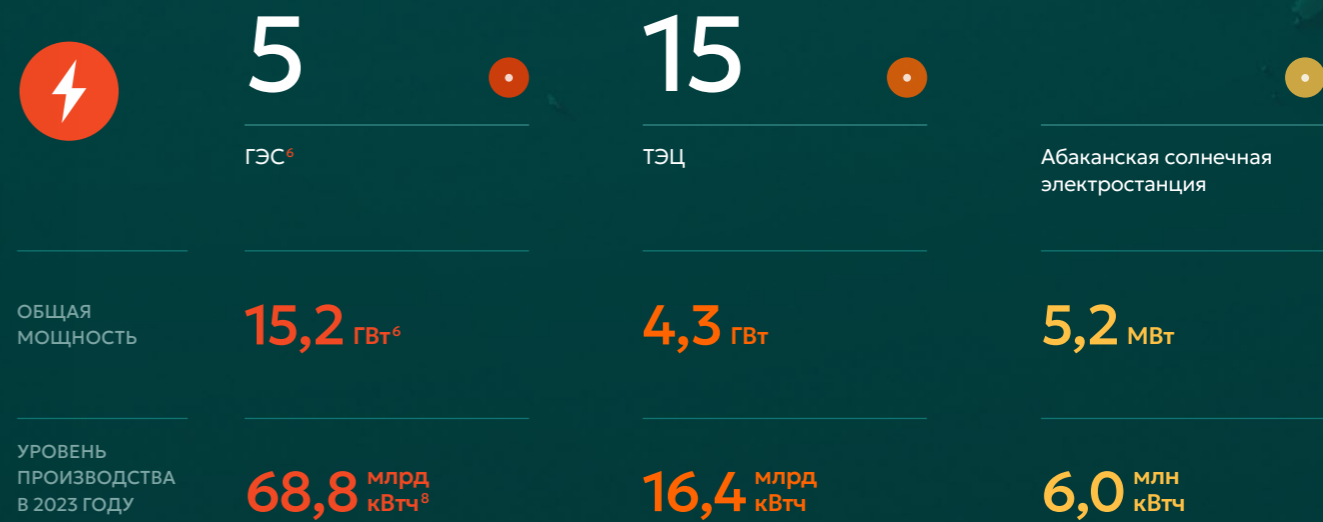 5
15
ГЭС⁶
ТЭЦ
Абаканская солнечная
электростанция
ОБЩАЯ
МОЩНОСТЬ
15,2 ГВт⁶
4,3 ГВт
5,2 МВт
УРОВЕНЬ
ПРОИЗВОДСТВА
В 2023 ГОДУ
68,8 млрд
кВтч⁸
16,4 млрд
кВтч
6,0 млн
кВтч